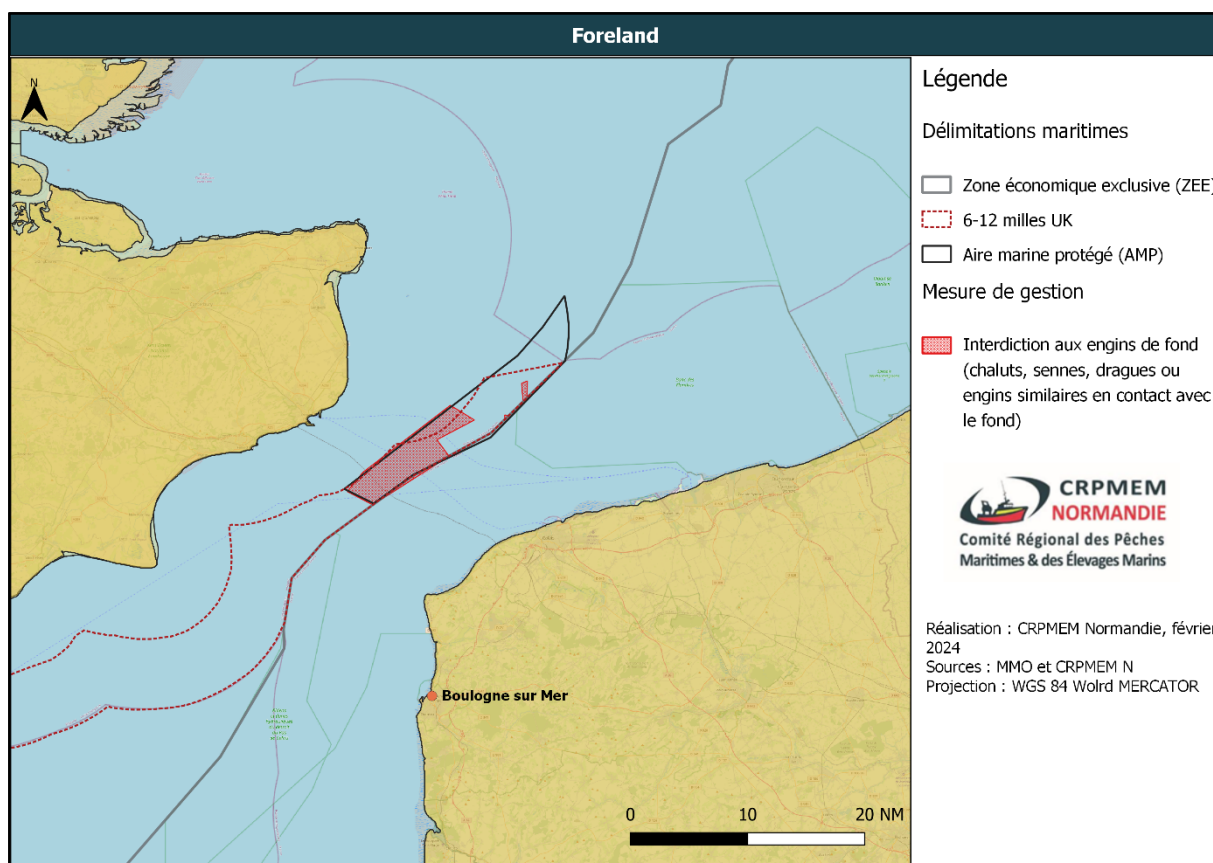 Foreland
N
Légende
Délimitations maritimes
Zone économique exclusive (ZEE)
6-12 milles UK
Aire marine protégé (AMP)
Mesure de gestion
Interdiction aux engins de fond
(chaluts, sennes, dragues ou
engins similaires en contact avec
le fond)
CRPMEM
NORMANDIE
Comité Régional des Pêches
Maritimes & des Élevages Marins
Réalisation : CRPMEM Normandie, février
2024
Sources : MMO et CRPMEM N
Projection : WGS 84 Wolrd MERCATOR
Boulogne sur Mer
0 10 20 NM